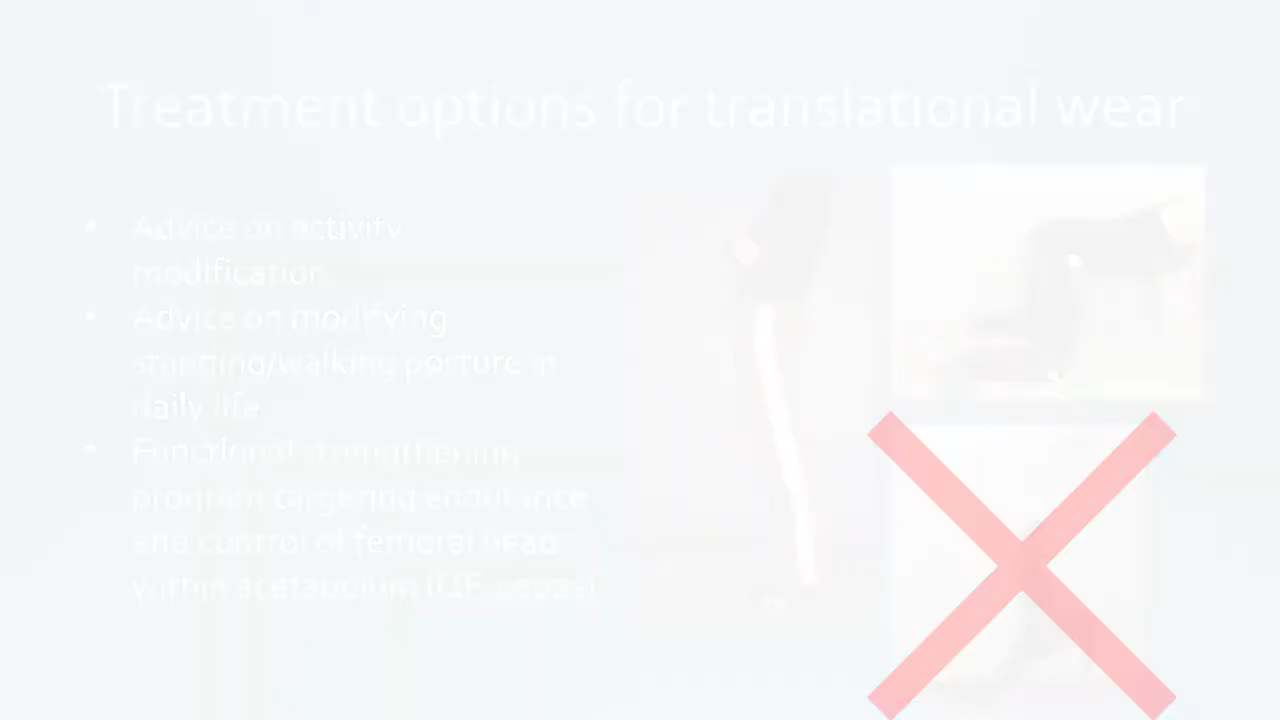 Treatment options for translational wear
• Advice on activity
modification
• Advice on modifying
standing/walking posture in
daily life
• Functional strengthening
program targeting endurance
and control of femoral head
within acetabulum (QF,